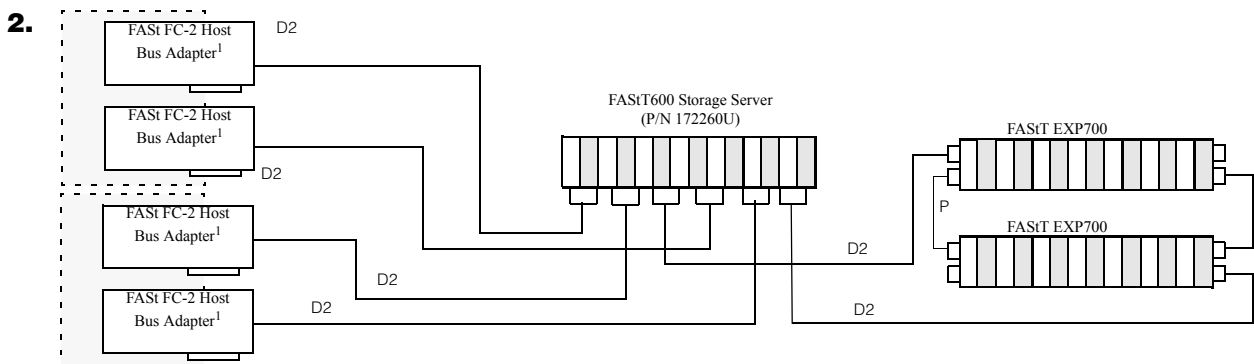 2.
FASt FC-2 Host
Bus Adapter1
D2
FASt FC-2 Host
Bus Adapter1
D2
FASt FC-2 Host
Bus Adapter1
D2
FASt FC-2 Host
Bus Adapter1
D2
FAStT600 Storage Server
(P/N 172260U)
FAStT EXP700
P
FAStT EXP700
D2
D2